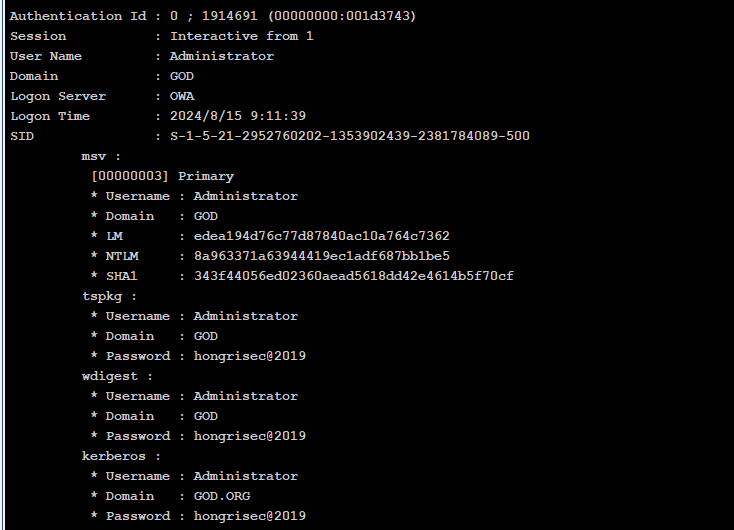 Authentication Id : 0 ; 1914691 (00000000:001d3743)
Session           : Interactive from 1
User Name         : Administrator
Domain            : GOD
Logon Server      : OWA
Logon Time        : 2024/8/15 9:11:39
SID               : S-1-5-21-2952760202-1353902439-2381784089-500
msv :
[00000003] Primary
* Username : Administrator
* Domain   : GOD
* LM       : edea194d76c77d87840ac10a764c7362
* NTLM     : 8a963371a63944419ec1adf687bb1be5
* SHA1     : 343f44056ed02360aead5618dd42e4614b5f70cf
tspkg :
* Username : Administrator
* Domain   : GOD
* Password : hongrisec@2019
wdigest :
* Username : Administrator
* Domain   : GOD
* Password : hongrisec@2019
kerberos :
* Username : Administrator
* Domain   : GOD.ORG
* Password : hongrisec@2019